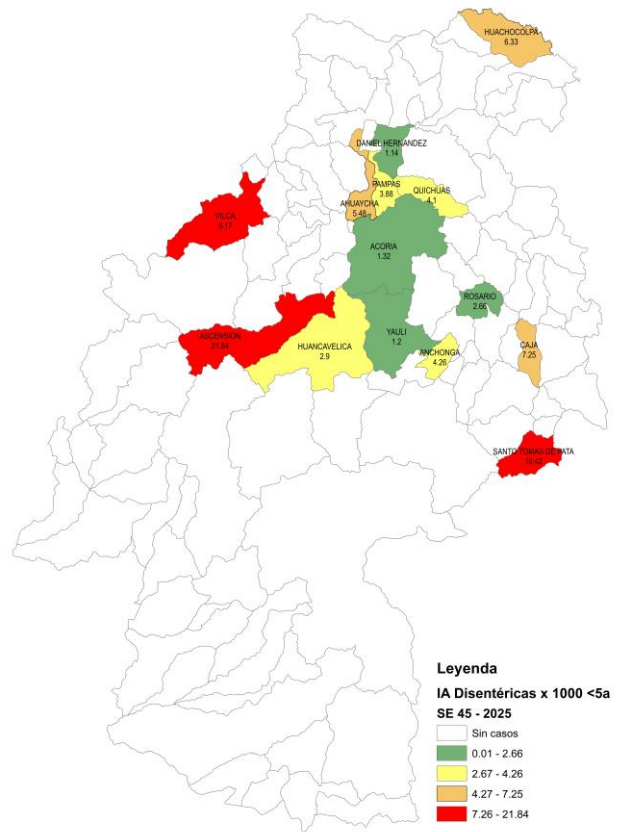 HUACHOCOLPA
6.33
DANIEL HERNANDEZ
1.14
PAMPAS
3.88
QUICHUAS
4.1
AHUAYCHA
5.48
VILCA
9.17
ACORIA
1.32
ROSARIO
2.66
ASCENSION
21.84
HUANCAVELICA
2.9
YAULI
1.2
ANCHONGA
4.26
CAJA
7.25
SANTO TOMAS DE PATA
10.42
Leyenda
IA Disentéricas x 1000 <5a
SE 45 - 2025
Sin casos
0.01 - 2.66
2.67 - 4.26
4.27 - 7.25
7.26 - 21.84